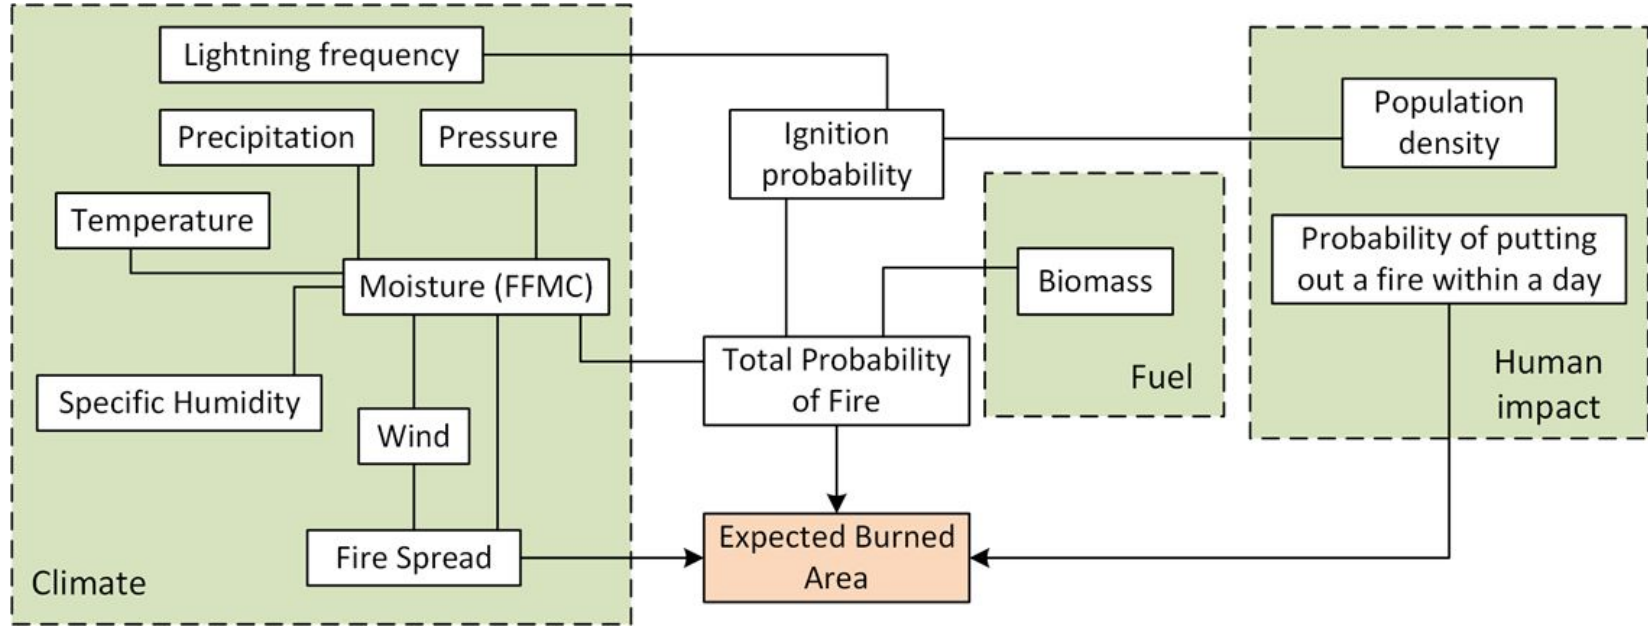 Lightning frequency
Precipitation
Pressure
Temperature
Moisture (FFMC)
Specific Humidity
Wind
Fire Spread
Climate
Ignition
probability
Total Probability
of Fire
Expected Burned
Area
Biomass
Fuel
Population
density
Probability of putting
out a fire within a day
Human
impact